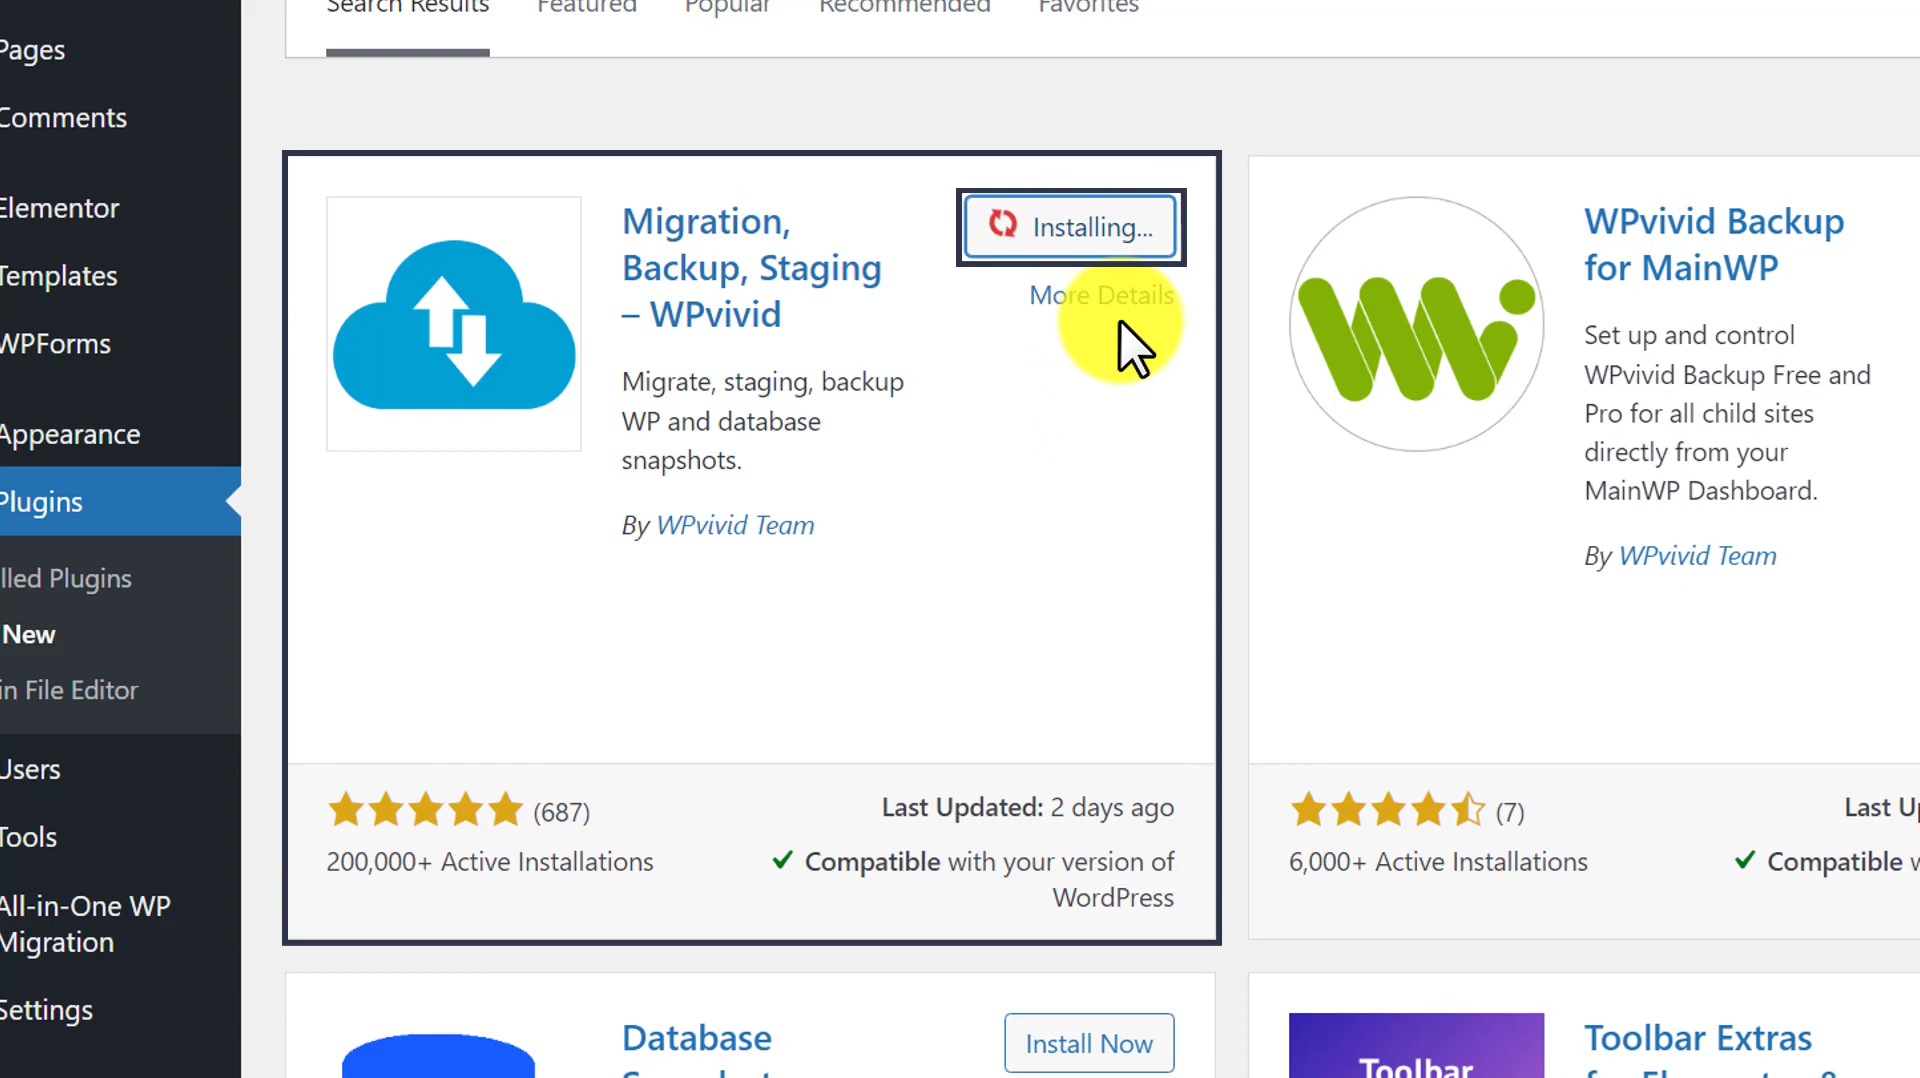 Search Results
Featured
Popular
Recommended
Favorites
Pages
Comments
Elementor
Templates
WPForms
Appearance
Plugins
lled Plugins
New
in File Editor
Users
Tools
All-in-One WP
Migration
Settings
Migration,
Backup, Staging
– WPvivid
Installing...
More Details
Migrate, staging, backup
WP and database
snapshots.
By WPvivid Team
(687)
200,000+ Active Installations
Last Updated: 2 days ago
Compatible with your version of
WordPress
WPvivid Backup
for MainWP
Set up and control
WPvivid Backup Free and
Pro for all child sites
directly from your
MainWP Dashboard.
By WPvivid Team
(7)
6,000+ Active Installations
Last
Compatible
Database
Install Now
Toolbar
Toolbar Extras